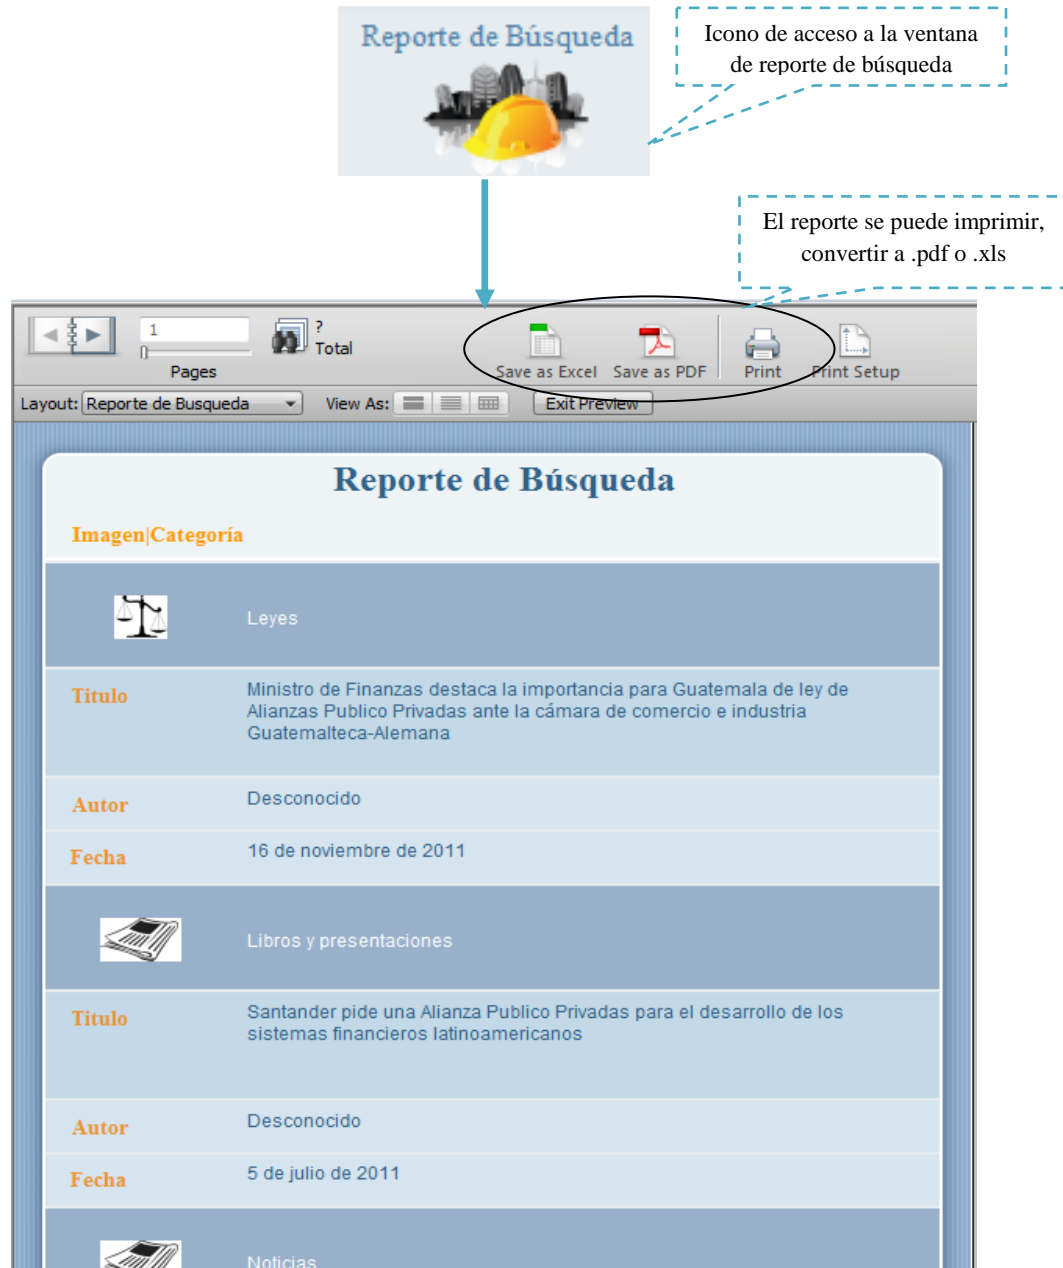 Reporte de Búsqueda
Icono de acceso a la ventana
de reporte de búsqueda
El reporte se puede imprimir,
convertir a .pdf o .xls
1
Pages
?
Total
Save as Excel
Save as PDF
Print
Print Setup
Layout: Reporte de Busqueda
View As:
Exit Preview
Reporte de Búsqueda
Imagen|Categoría
Leyes
Titulo
Ministro de Finanzas destaca la importancia para Guatemala de ley de
Alianzas Publico Privadas ante la cámara de comercio e industria
Guatemalteca-Alemana
Autor
Desconocido
Fecha
16 de noviembre de 2011
Libros y presentaciones
Titulo
Santander pide una Alianza Publico Privadas para el desarrollo de los
sistemas financieros latinoamericanos
Autor
Desconocido
Fecha
5 de julio de 2011
Noticias